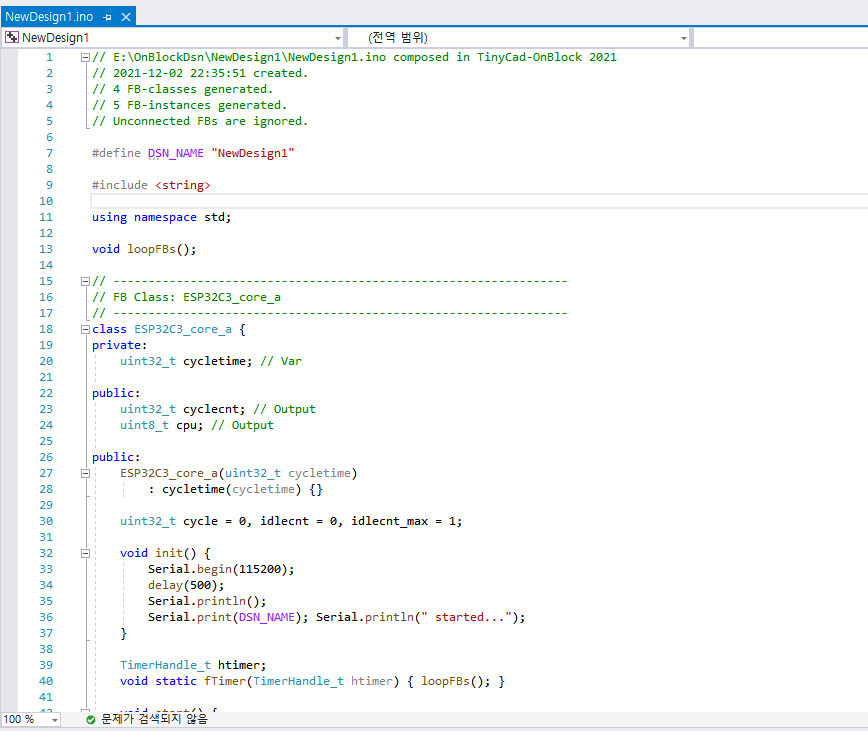 NewDesign1.ino
NewDesign1 (전역 범위)
1 // E:\OnBlockDsn\NewDesign1\NewDesign1.ino composed in TinyCad-OnBlock 2021
2 // 2021-12-02 22:35:51 created.
3 // 4 FB-classes generated.
4 // 5 FB-instances generated.
5 // Unconnected FBs are ignored.
6
7 #define DSN_NAME "NewDesign1"
8
9 #include <string>
10
11 using namespace std;
12
13 void loopFBs();
14
15 // -----------------------------------------------------------------
16 // FB Class: ESP32C3_core_a
17 // -----------------------------------------------------------------
18 class ESP32C3_core_a {
19 private:
20 uint32_t cycletime; // Var
21
22 public:
23 uint32_t cyclecnt; // Output
24 uint8_t cpu; // Output
25
26 public:
27 ESP32C3_core_a(uint32_t cycletime)
28 : cycletime(cycletime) {}
29
30 uint32_t cycle = 0, idlecnt = 0, idlecnt_max = 1;
31
32 void init() {
33 Serial.begin(115200);
34 delay(500);
35 Serial.println();
36 Serial.print(DSN_NAME); Serial.println(" started...");
37 }
38
39 TimerHandle_t htimer;
40 void static fTimer(TimerHandle_t htimer) { loopFBs(); }
41
42 void start() {
100 % 문제가 검색되지 않음